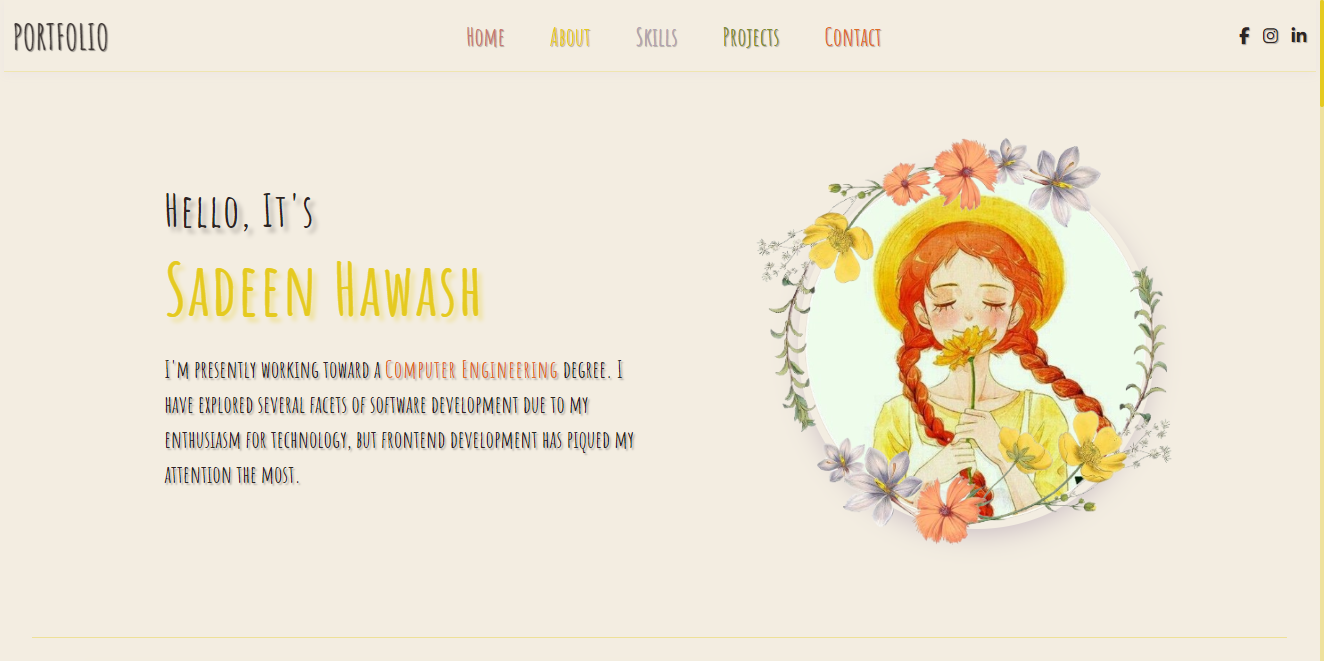 PORTFOLIO
Home About Skills Projects Contact
Hello, It's
Sadeen Hawash
I'm presently working toward a Computer Engineering degree. I
have explored several facets of software development due to my
enthusiasm for technology, but frontend development has piqued my
attention the most.